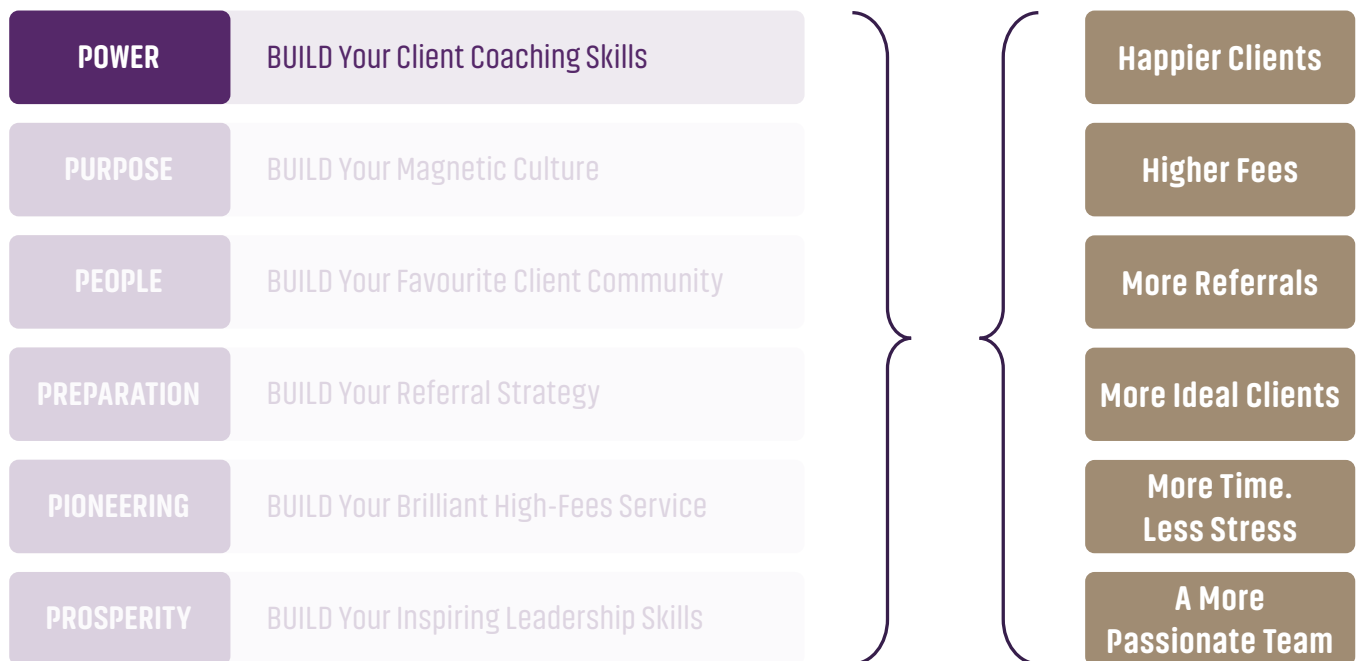 POWER
BUILD Your Client Coaching Skills
PURPOSE
BUILD Your Magnetic Culture
PEOPLE
BUILD Your Favourite Client Community
PREPARATION
BUILD Your Referral Strategy
PIONEERING
BUILD Your Brilliant High-Fees Service
PROSPERITY
BUILD Your Inspiring Leadership Skills
Happier Clients
Higher Fees
More Referrals
More Ideal Clients
More Time.
Less Stress
A More
Passionate Team